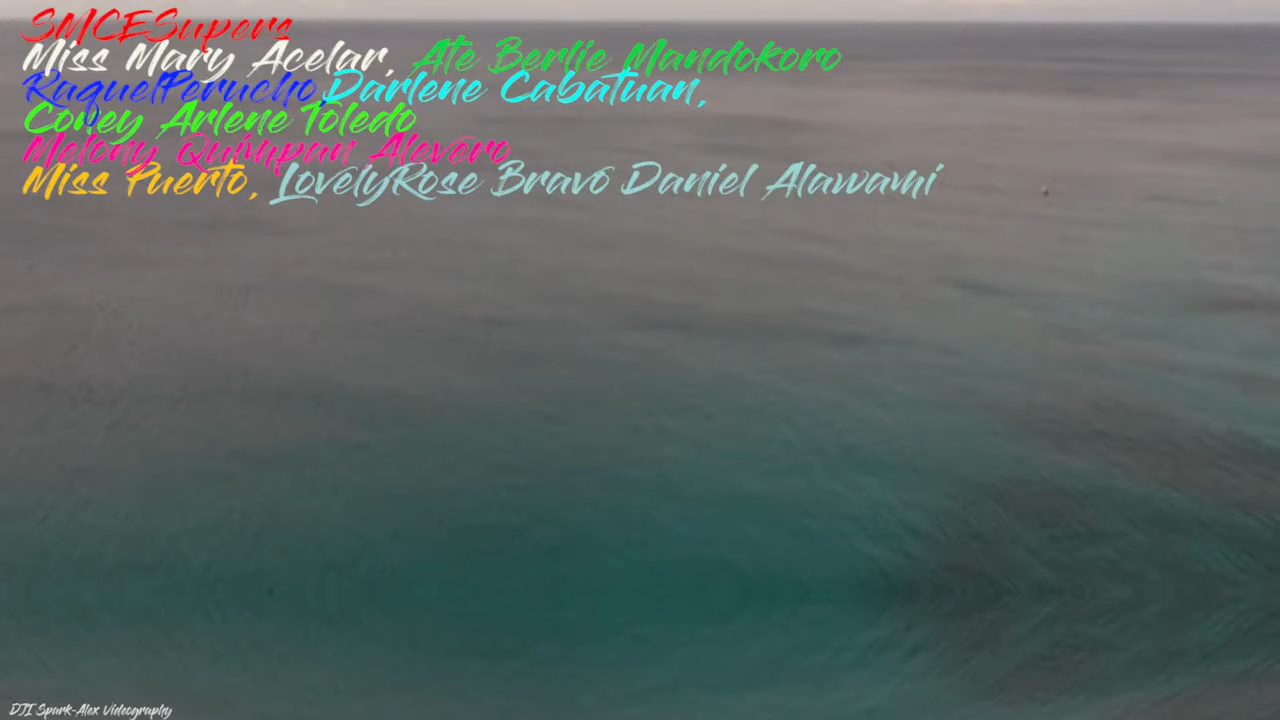 SMCESupers
Miss Mary Acelar, Ate Berlie Mandokoro
RaquelPerucho Darlene Cabatuan,
Coney Arlene Toledo
Melony Quimpan Alevero
Miss Puerto, LovelyRose Bravo Daniel Alawami
DJI Spark-Alex Videography